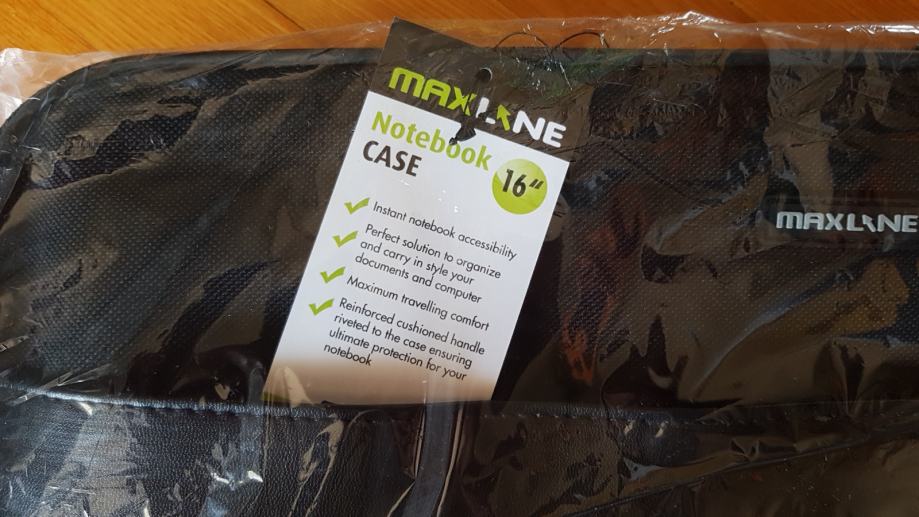 MAXLINE
Notebook
CASE
16"
Instant notebook accessibility
Perfect solution to organize
and carry in style your
documents and computer
Maximum travelling comfort
Reinforced cushioned handle
riveted to the case ensuring
ultimate protection for your
notebook
MAXLINE